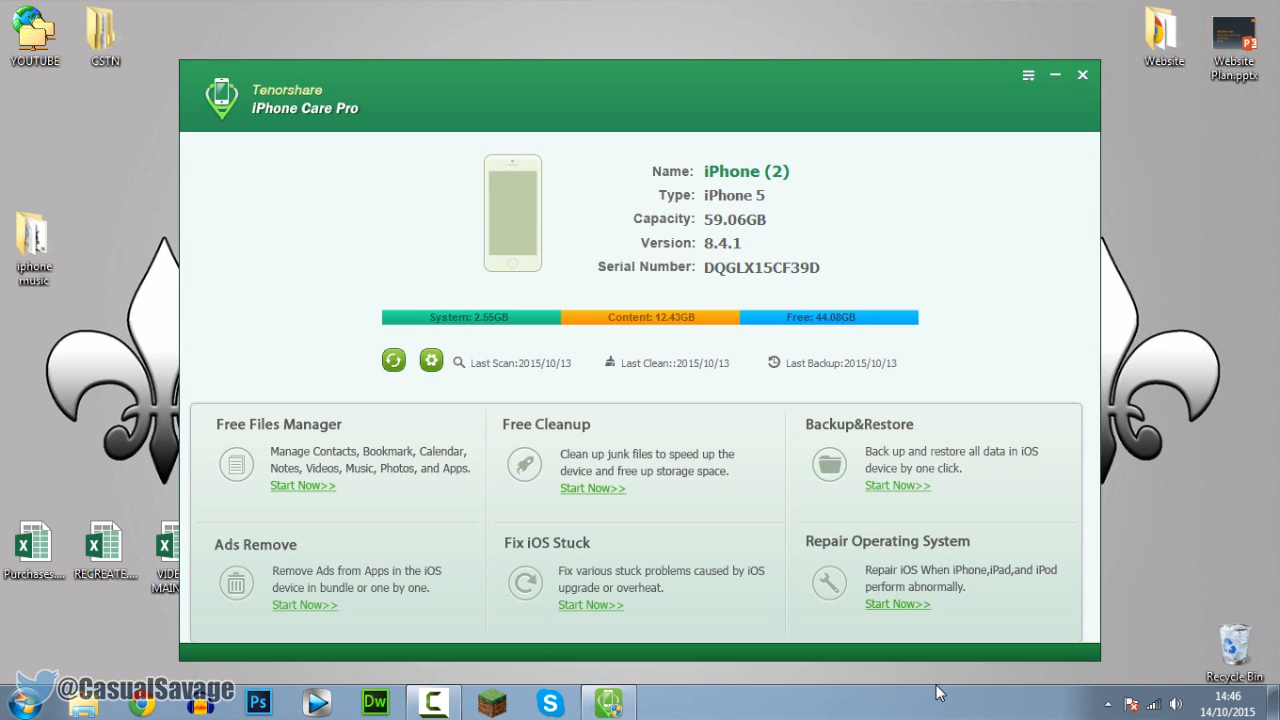 YOUTUBE
CSTN
Website
Website
Plan.pptx
iphone
music
Purchases....
RECREATE....
VIDE
MAIN
Recycle Bin
Tenorshare
iPhone Care Pro
Name: iPhone (2)
Type: iPhone 5
Capacity: 59.06GB
Version: 8.4.1
Serial Number: DQGLX15CF39D
System: 2.55GB
Content: 12.43GB
Free: 44.08GB
Last Scan:2015/10/13
Last Clean::2015/10/13
Last Backup:2015/10/13
Free Files Manager
Manage Contacts, Bookmark, Calendar,
Notes, Videos, Music, Photos, and Apps.
Start Now>>
Free Cleanup
Clean up junk files to speed up the
device and free up storage space.
Start Now>>
Backup&Restore
Back up and restore all data in iOS
device by one click.
Start Now>>
Ads Remove
Remove Ads from Apps in the iOS
device in bundle or one by one.
Start Now>>
Fix iOS Stuck
Fix various stuck problems caused by iOS
upgrade or overheat.
Start Now>>
Repair Operating System
Repair iOS When iPhone,iPad,and iPod
perform abnormally.
Start Now>>
@CasualSavage
Ps
Dw
14:46
14/10/2015